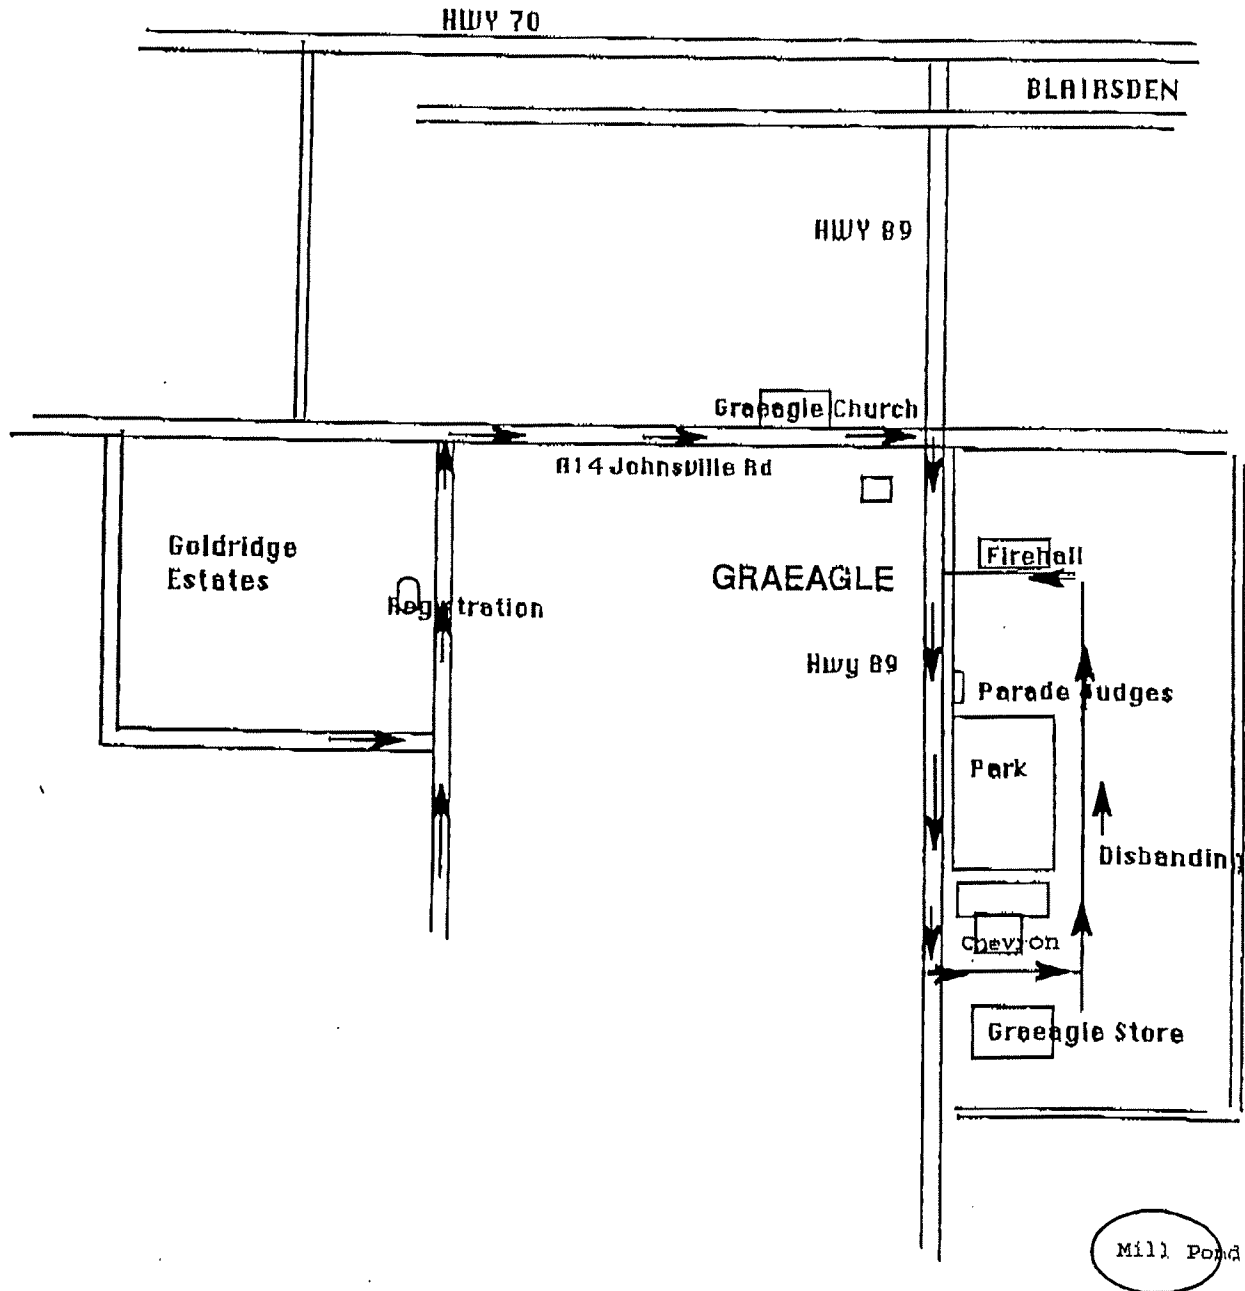 HWY 70
BLAIRSDEN
HWY 89
Graeagle Church
A14 Johnsville Rd
Goldridge
Estates
Firehall
GRAEAGLE
Registration
Hwy 89
Parade Judges
Park
Disbanding
Chevron
Graeagle Store
Mill Pond